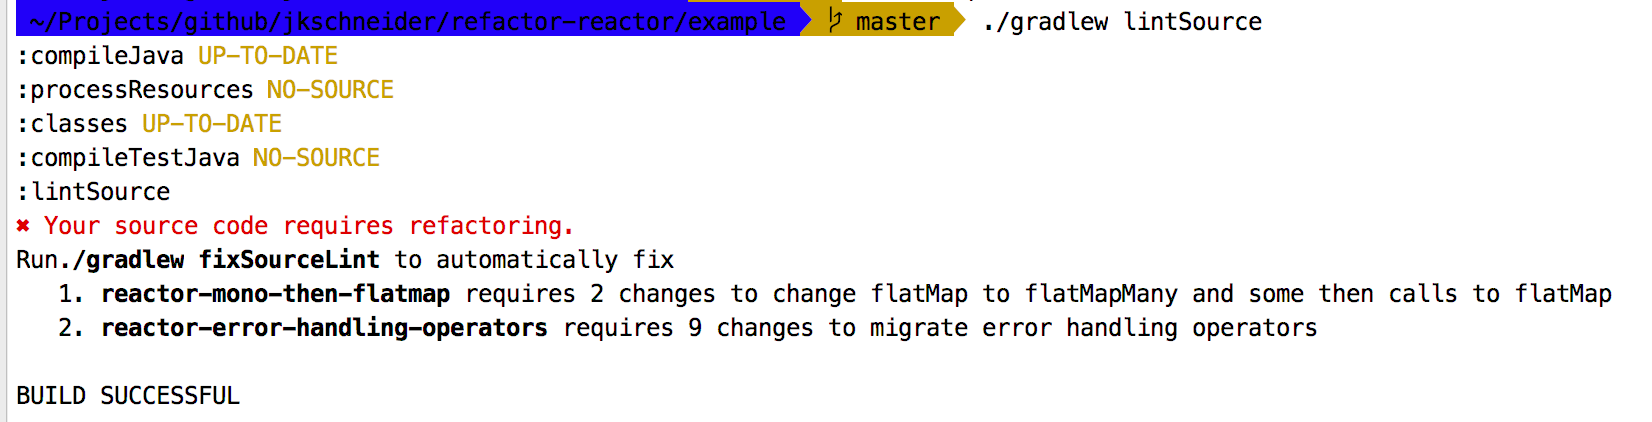 ~/Projects/github/jkschneider/refactor-reactor/example master ./gradlew lintSource
:compileJava UP-TO-DATE
:processResources NO-SOURCE
:classes UP-TO-DATE
:compileTestJava NO-SOURCE
:lintSource
✖ Your source code requires refactoring.
Run./gradlew fixSourceLint to automatically fix
1. reactor-mono-then-flatmap requires 2 changes to change flatMap to flatMapMany and some then calls to flatMap
2. reactor-error-handling-operators requires 9 changes to migrate error handling operators
BUILD SUCCESSFUL